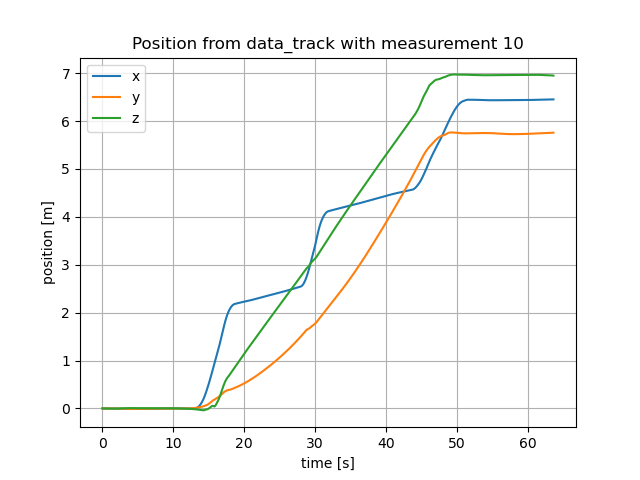 Position from data_track with measurement 10
x
y
z
position [m]
7
6
5
4
3
2
1
0
0 10 20 30 40 50 60
time [s]